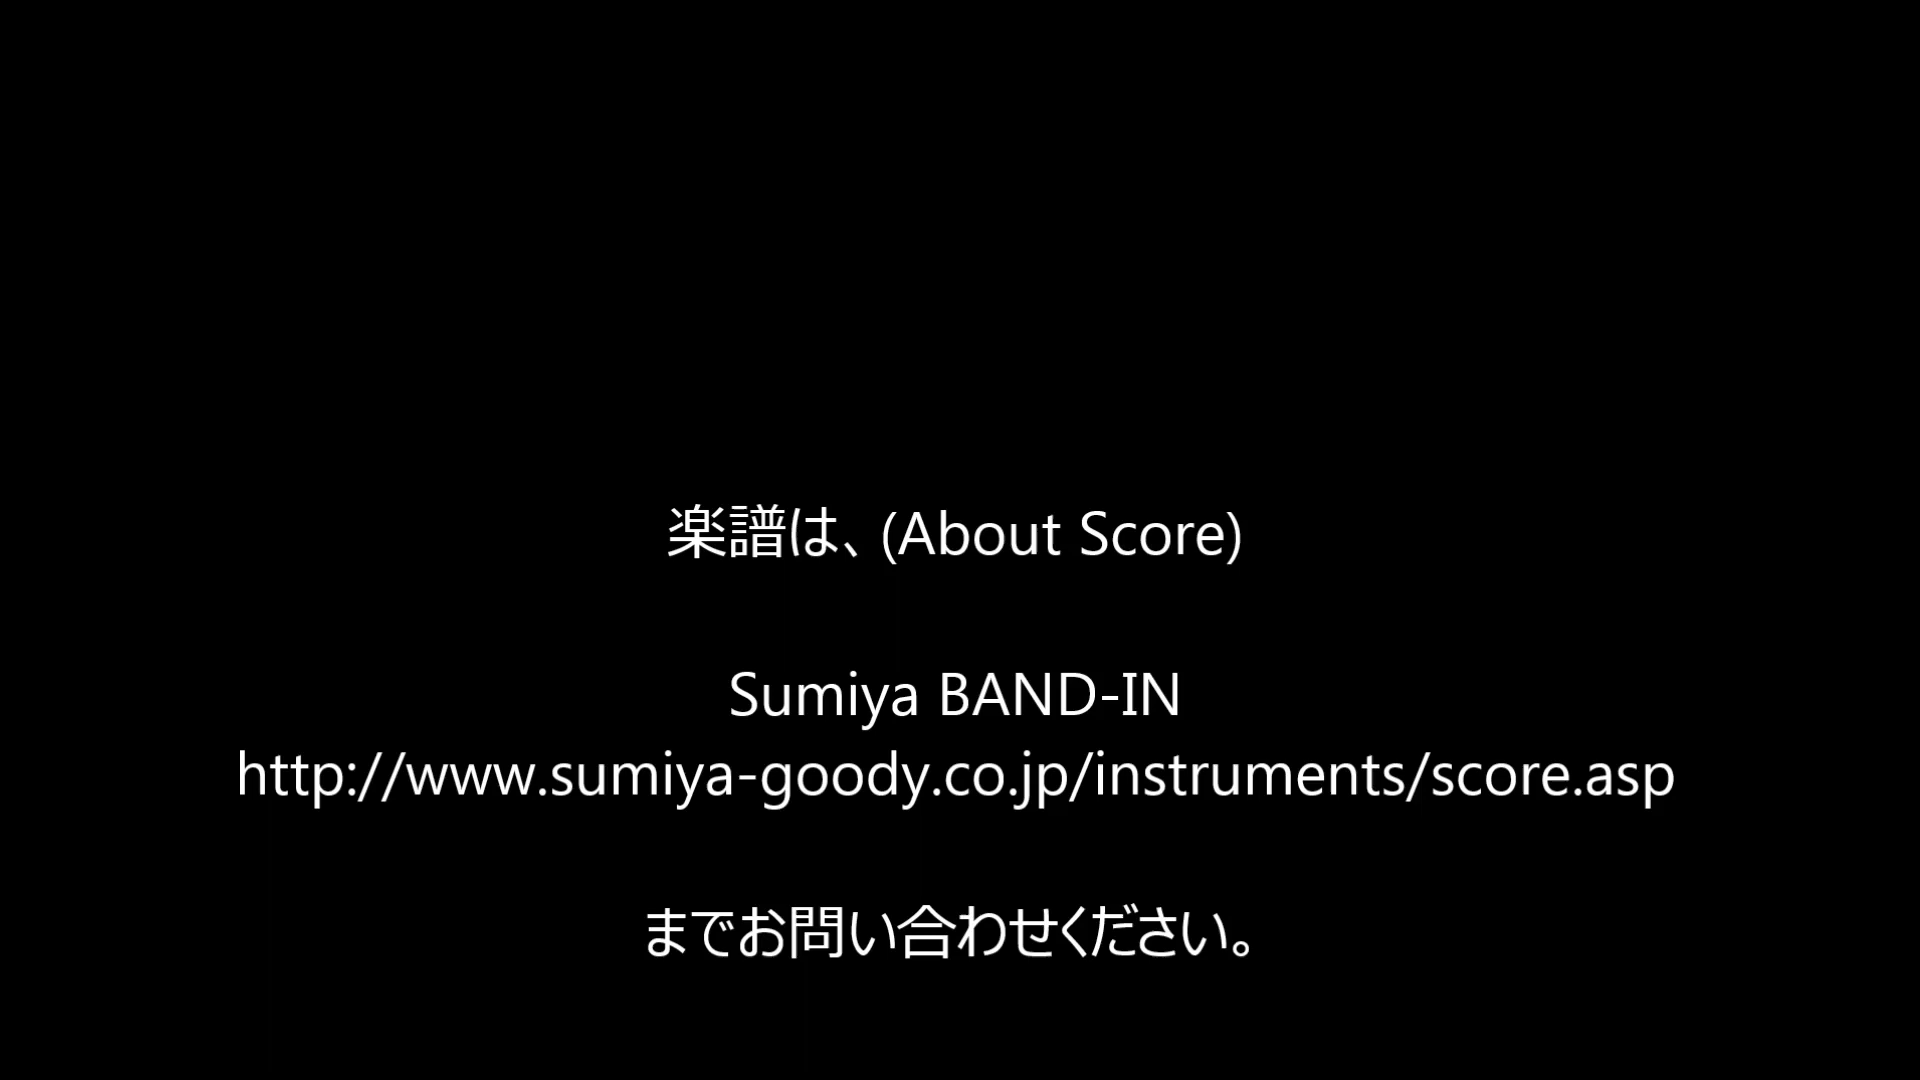 楽譜は、(About Score)
Sumiya BAND-IN
http://www.sumiya-goody.co.jp/instruments/score.asp
までお問い合わせください。